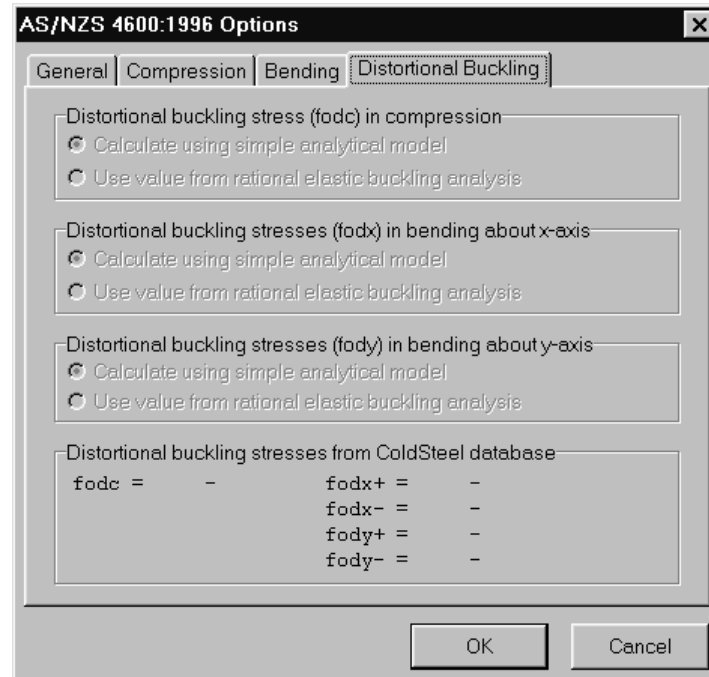 AS/NZS 4600:1996 Options
General Compression Bending Distortional Buckling
Distortional buckling stress (fodc) in compression
Calculate using simple analytical model
Use value from rational elastic buckling analysis
Distortional buckling stresses (fodx) in bending about x-axis
Calculate using simple analytical model
Use value from rational elastic buckling analysis
Distortional buckling stresses (fody) in bending about y-axis
Calculate using simple analytical model
Use value from rational elastic buckling analysis
Distortional buckling stresses from ColdSteel database
fodc = - fodx+ = -
fodx- = -
fody+ = -
fody- = -
OK Cancel